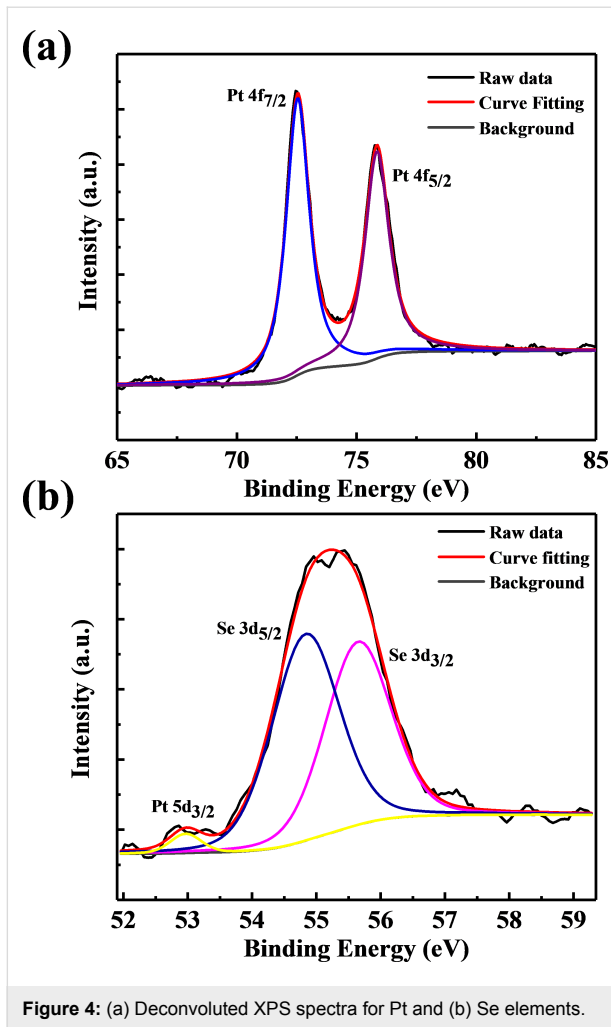 (a)
Pt 4f7/2
Pt 4f5/2
Raw data
Curve Fitting
Background
Intensity (a.u.)
65 70 75 80 85
Binding Energy (eV)
(b)
Raw data
Curve fitting
Background
Se 3d5/2
Se 3d3/2
Pt 5d3/2
Intensity (a.u.)
52 53 54 55 56 57 58 59
Binding Energy (eV)
Figure 4: (a) Deconvoluted XPS spectra for Pt and (b) Se elements.